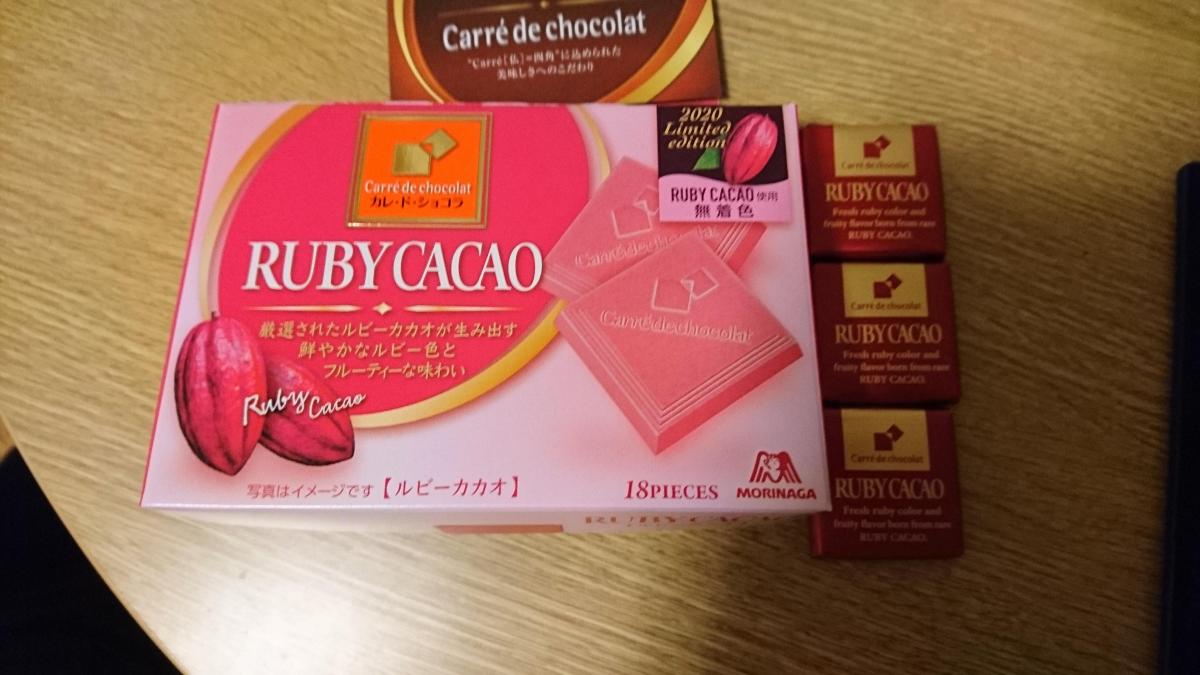 Carré de chocolat
"Carré[仏]=四角"に込められた
美味しさへのこだわり
Carré de chocolat
カレ・ド・ショコラ
2020
Limited
edition
RUBY CACAO 使用
無着色
RUBY CACAO
厳選されたルビーカカオが生み出す
鮮やかなルビー色と
フルーティーな味わい
Ruby Cacao
Carré de chocolat
Carré de chocolat
写真はイメージです【ルビーカカオ】
18PIECES
MORINAGA
RUBY CACAO
Carré de chocolat
RUBY CACAO
Fresh ruby color and
fruity flavor born from rare
RUBY CACAO.
Carré de chocolat
RUBY CACAO
Fresh ruby color and
fruity flavor born from rare
RUBY CACAO.
Carré de chocolat
RUBY CACAO
Fresh ruby color and
fruity flavor born from rare
RUBY CACAO.